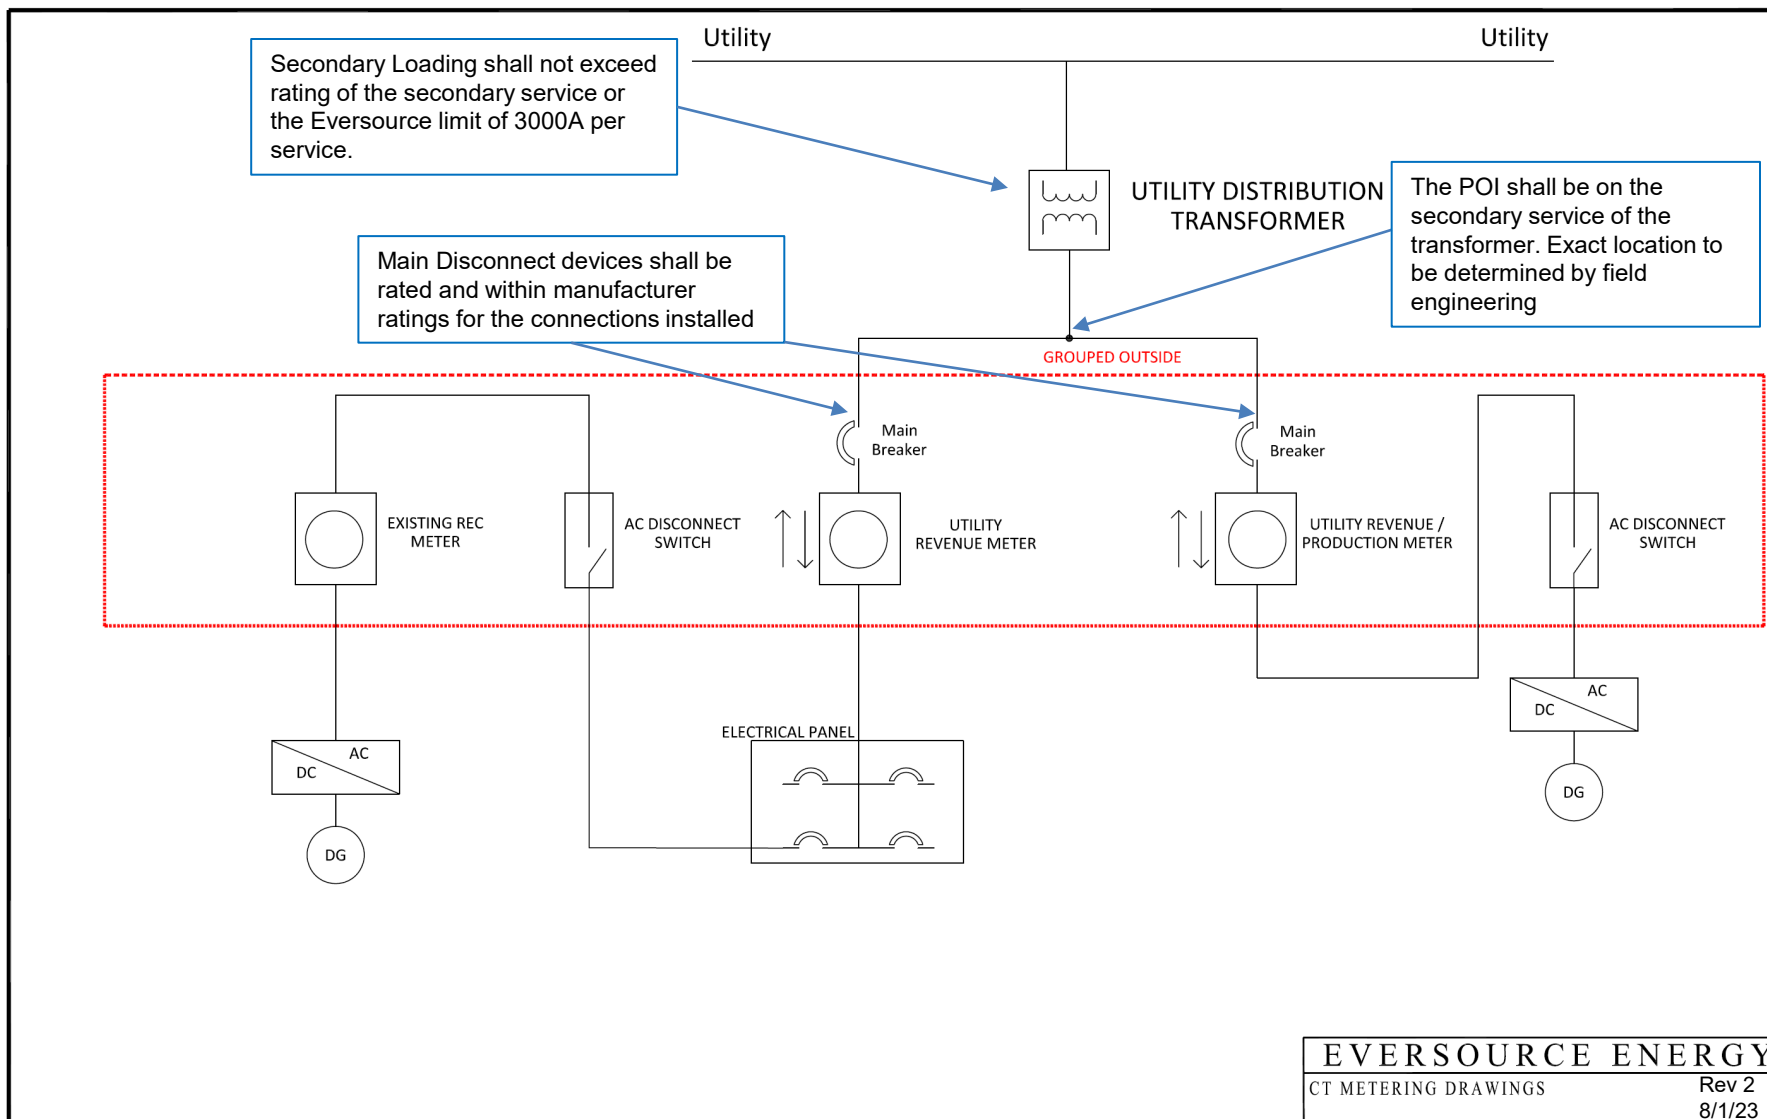 Utility
Utility
Secondary Loading shall not exceed
rating of the secondary service or
the Eversource limit of 3000A per
service.
UTILITY DISTRIBUTION
TRANSFORMER
The POI shall be on the
secondary service of the
transformer. Exact location to
be determined by field
engineering
Main Disconnect devices shall be
rated and within manufacturer
ratings for the connections installed
GROUPED OUTSIDE
Main
Breaker
Main
Breaker
EXISTING REC
METER
AC DISCONNECT
SWITCH
UTILITY
REVENUE METER
UTILITY REVENUE /
PRODUCTION METER
AC DISCONNECT
SWITCH
AC
DC
DG
ELECTRICAL PANEL
AC
DC
DG
EVERSOURCE ENERGY
CT METERING DRAWINGS
Rev 2
8/1/23